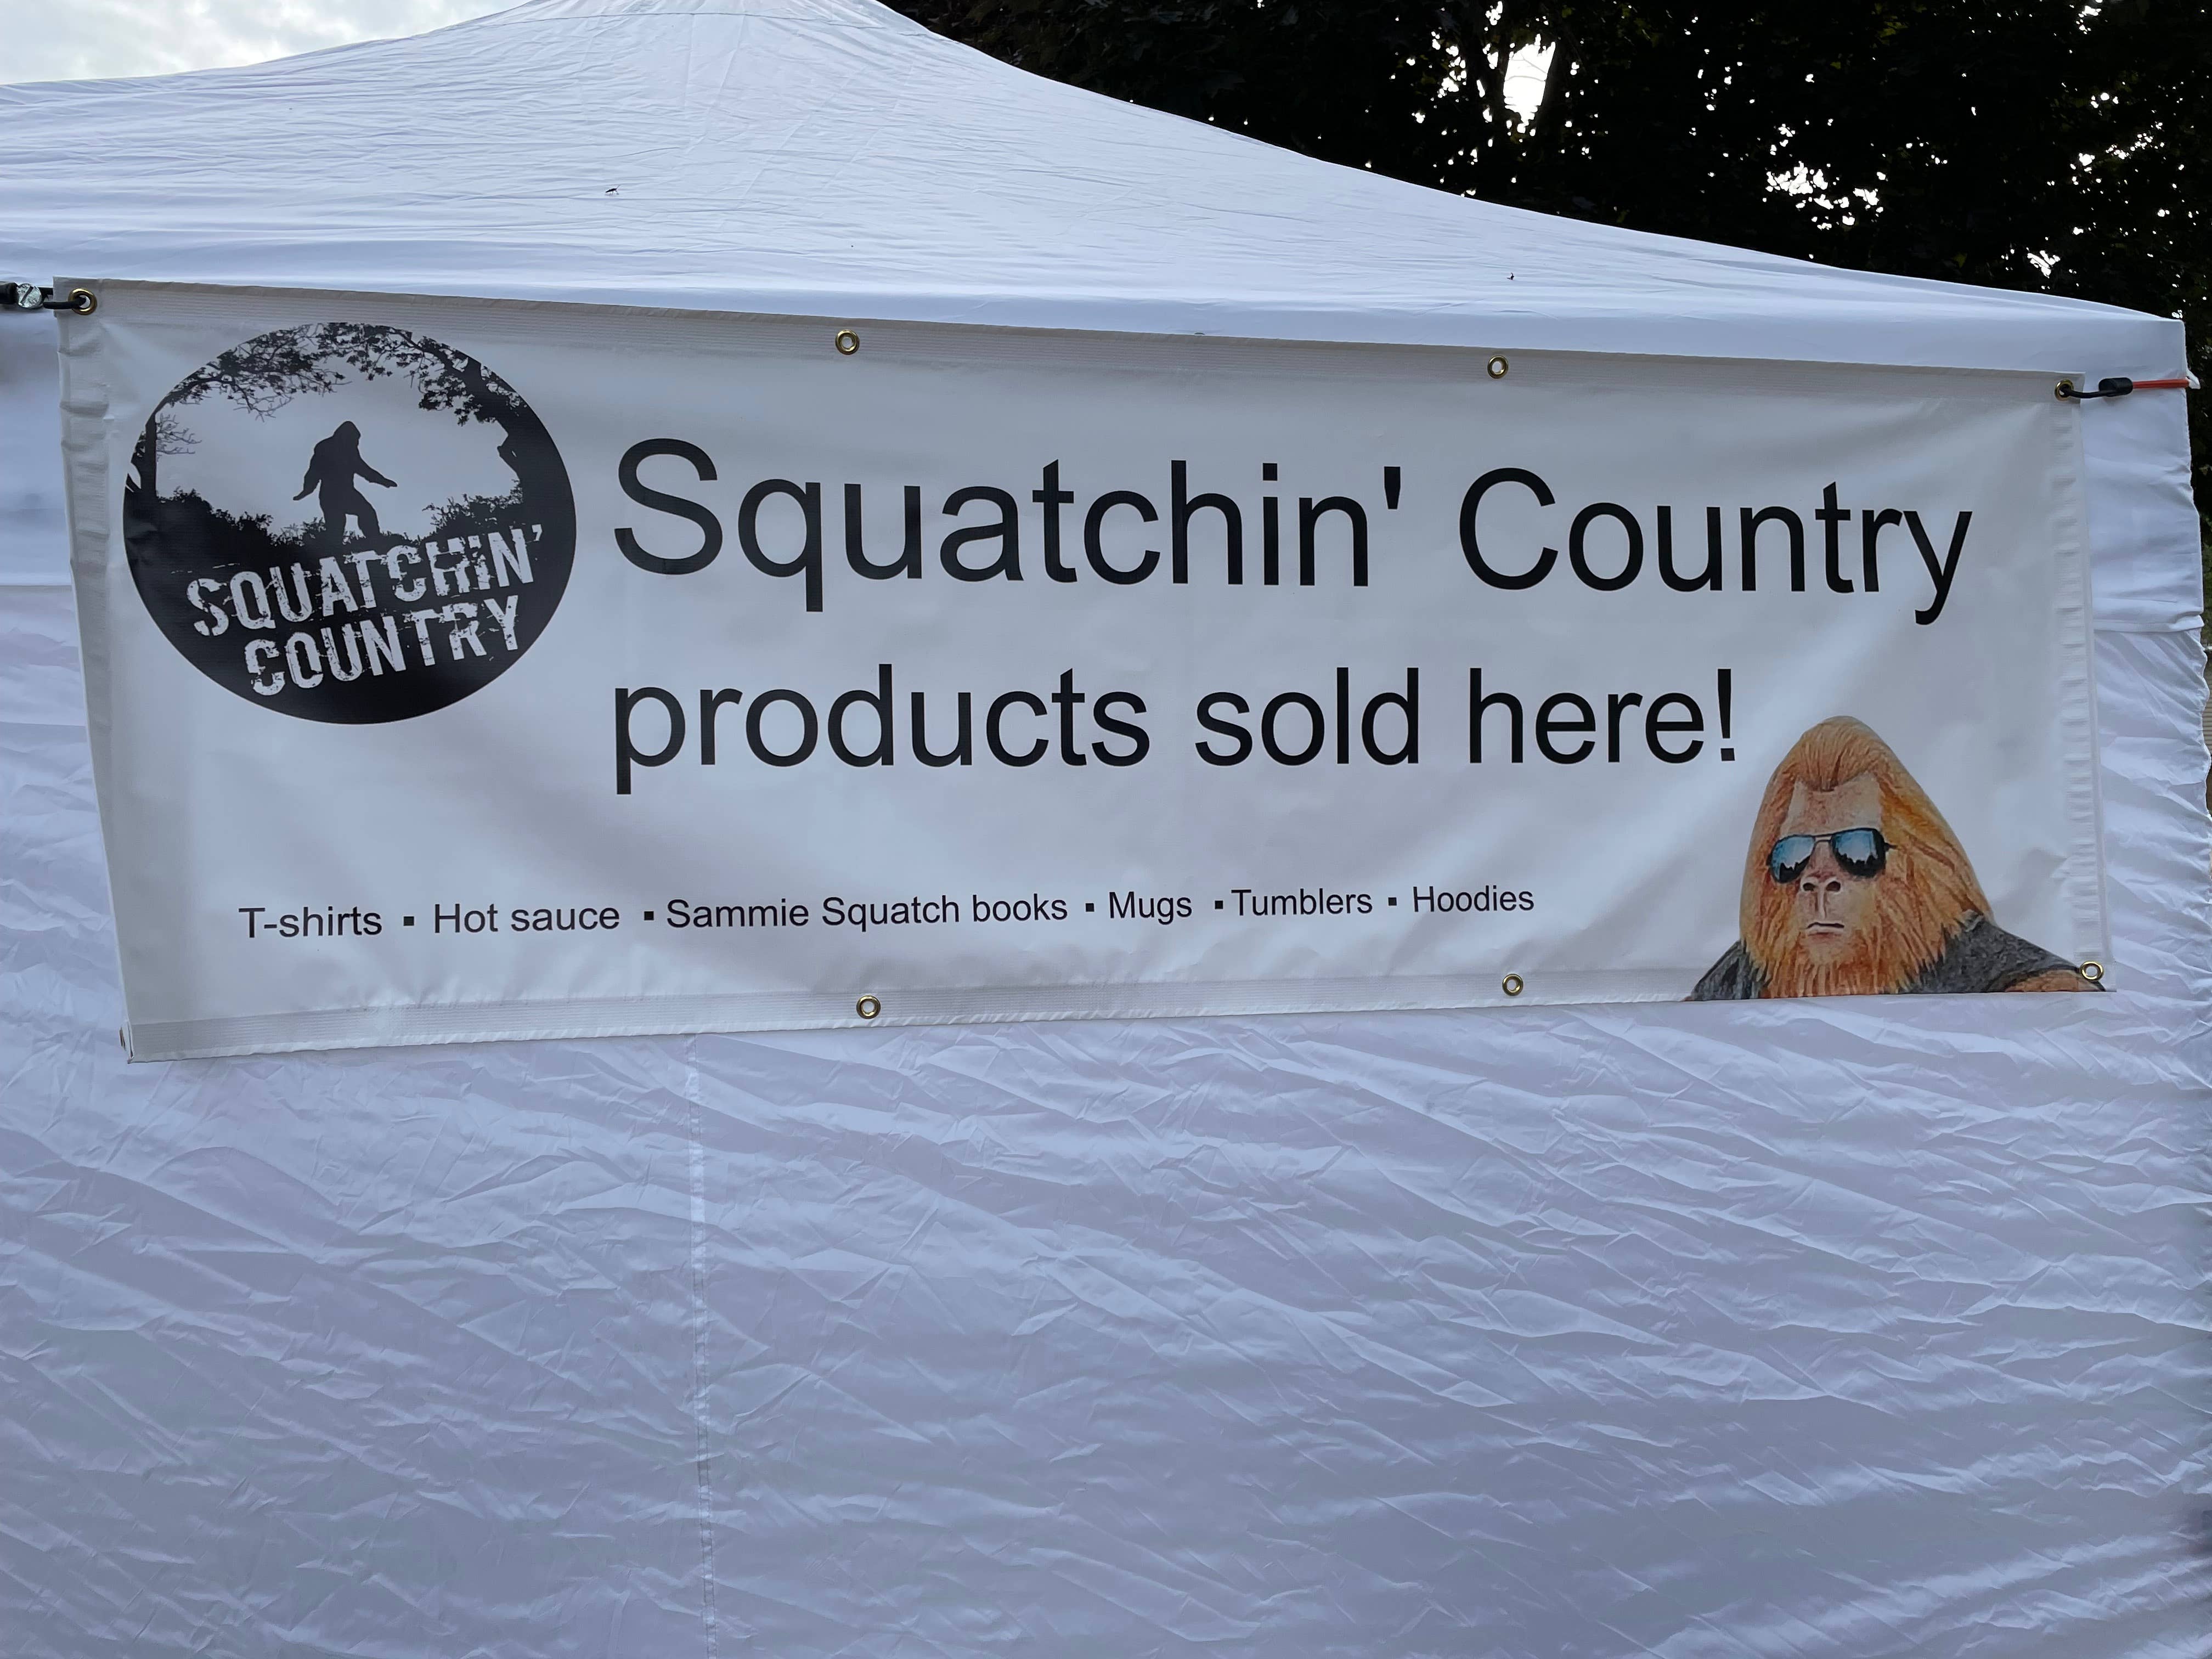 SQUATCHIN'
COUNTRY
Squatchin' Country
products sold here!
T-shirts ▪ Hot sauce ▪ Sammie Squatch books ▪ Mugs ▪ Tumblers ▪ Hoodies